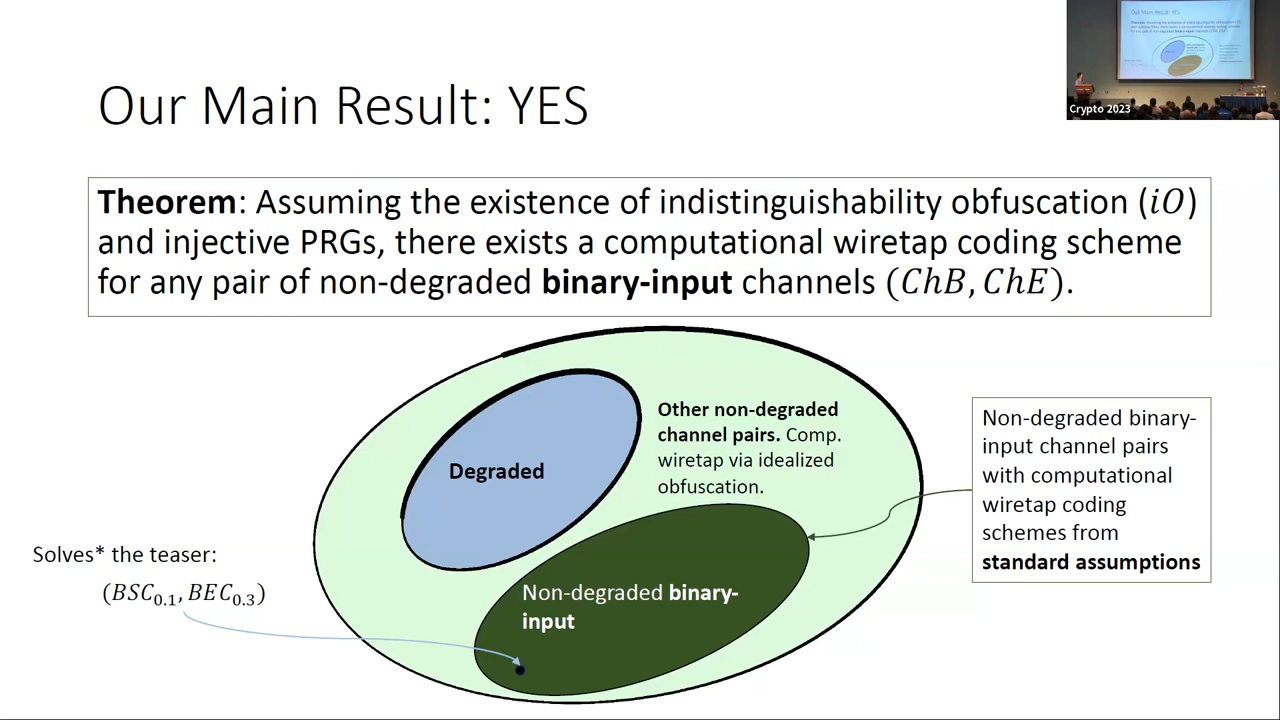 Our Main Result: YES
Crypto 2023
Theorem: Assuming the existence of indistinguishability obfuscation (iO)
and injective PRGs, there exists a computational wiretap coding scheme
for any pair of non-degraded binary-input channels (ChB, ChE).
Degraded
Other non-degraded
channel pairs. Comp.
wiretap via idealized
obfuscation.
Non-degraded binary-
input channel pairs
with computational
wiretap coding
schemes from
standard assumptions
Solves* the teaser:
(BSC0.1, BEC0.3)
Non-degraded binary-
input